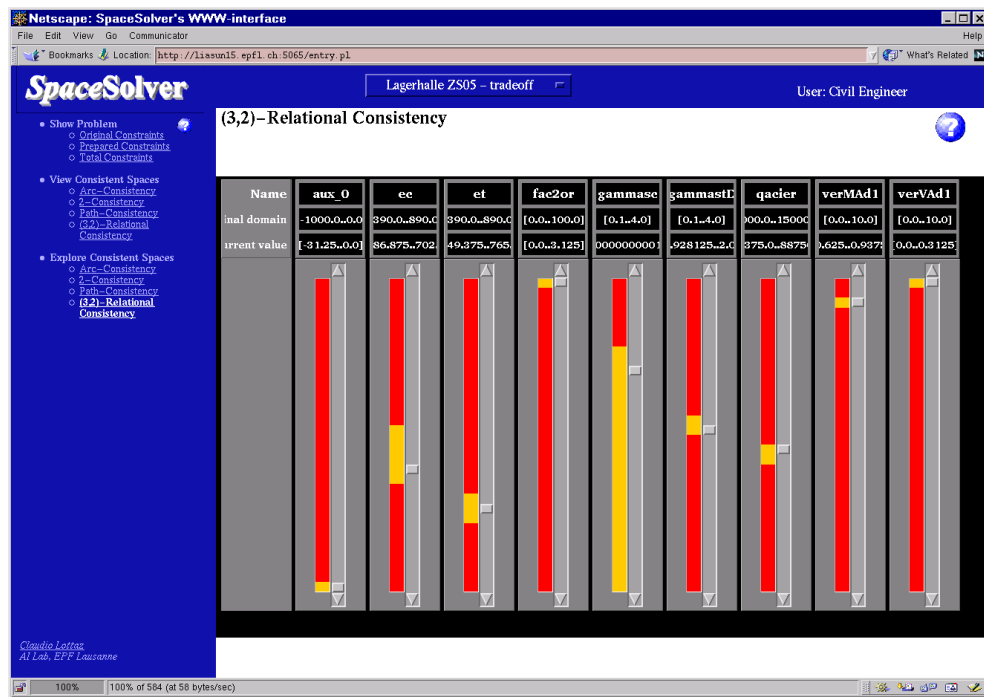 Netscape: SpaceSolver's WWW-interface
File Edit View Go Communicator Help
Bookmarks Location: http://liasun15.epfl.ch:5065/entry.pl What's Related
SpaceSolver
Lagerhalle ZS05 – tradeoff
User: Civil Engineer
Show Problem
Original Constraints
Prepared Constraints
Total Constraints
View Consistent Spaces
Arc–Consistency
2–Consistency
Path–Consistency
(3,2)–Relational
Consistency
Explore Consistent Spaces
Arc–Consistency
2–Consistency
Path–Consistency
(3,2)–Relational
Consistency
(3,2)–Relational Consistency
Name aux_0 ec et fac2or gammasc gammastD qacier verMAd1 verVAd1
inal domain -1000.0..0.0 390.0..890.0 390.0..890.0 [0.0..100.0] [0.1..4.0] [0.1..4.0] 000.0..15000 [0.0..10.0] [0.0..10.0]
urrent value [-31.25..0.0] 86.875..702. 49.375..765. [0.0..3.125] 0000000001 .928125..2.0 375.0..8875 0.625..0.937 [0.0..0.3125]
Claudio Lottaz
AI Lab, EPF Lausanne
100% 100% of 584 (at 58 bytes/sec)